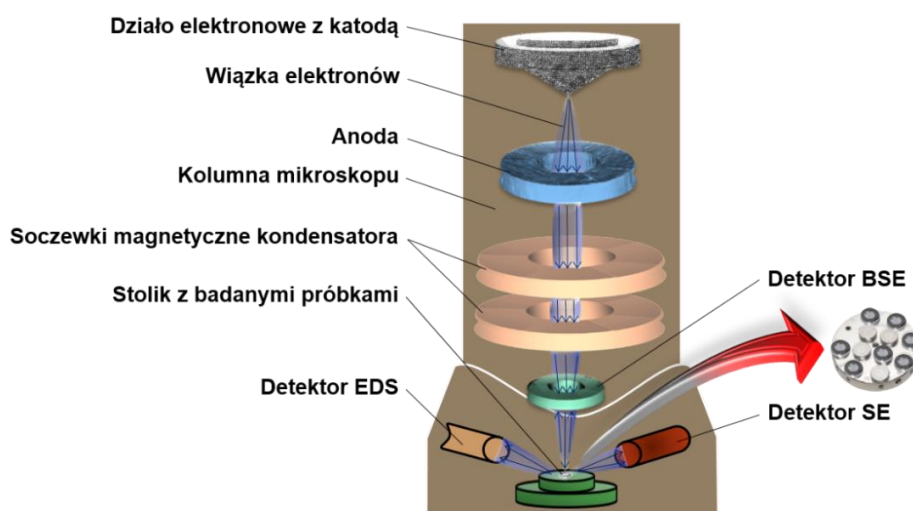 Działo elektronowe z katodą
Wiązka elektronów
Anoda
Kolumna mikroskopu
Soczewki magnetyczne kondensatora
Stolik z badanymi próbkami
Detektor EDS
Detektor BSE
Detektor SE